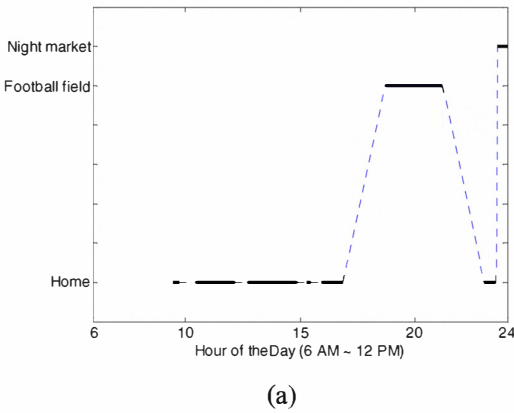 Night market
Football field
Home
6 10 15 20 24
Hour of theDay (6 AM ~ 12 PM)
(a)